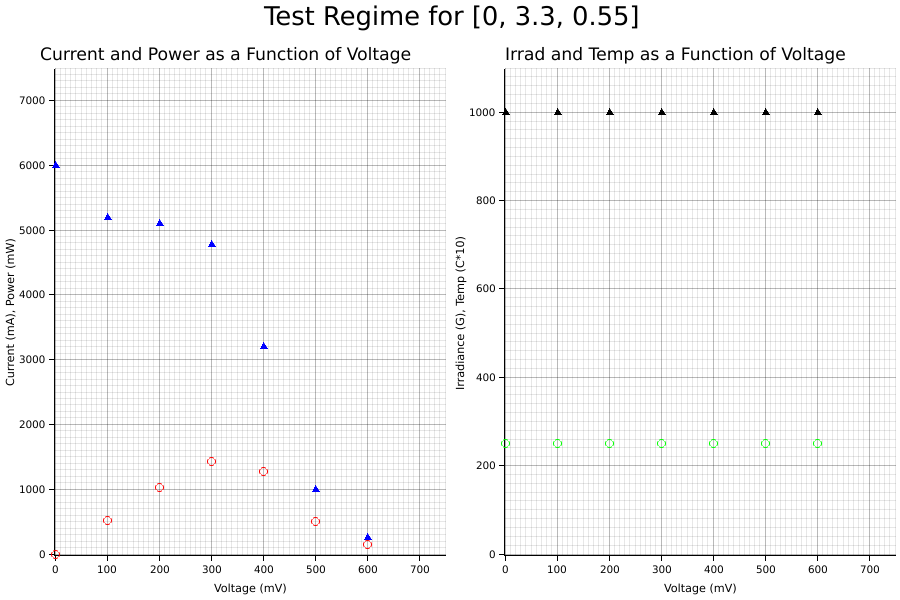 Test Regime for [0, 3.3, 0.55]
Current and Power as a Function of Voltage
Current (mA), Power (mW)
7000
6000
5000
4000
3000
2000
1000
0
0 100 200 300 400 500 600 700
Voltage (mV)
Irrad and Temp as a Function of Voltage
Irradiance (G), Temp (C*10)
1000
800
600
400
200
0
0 100 200 300 400 500 600 700
Voltage (mV)